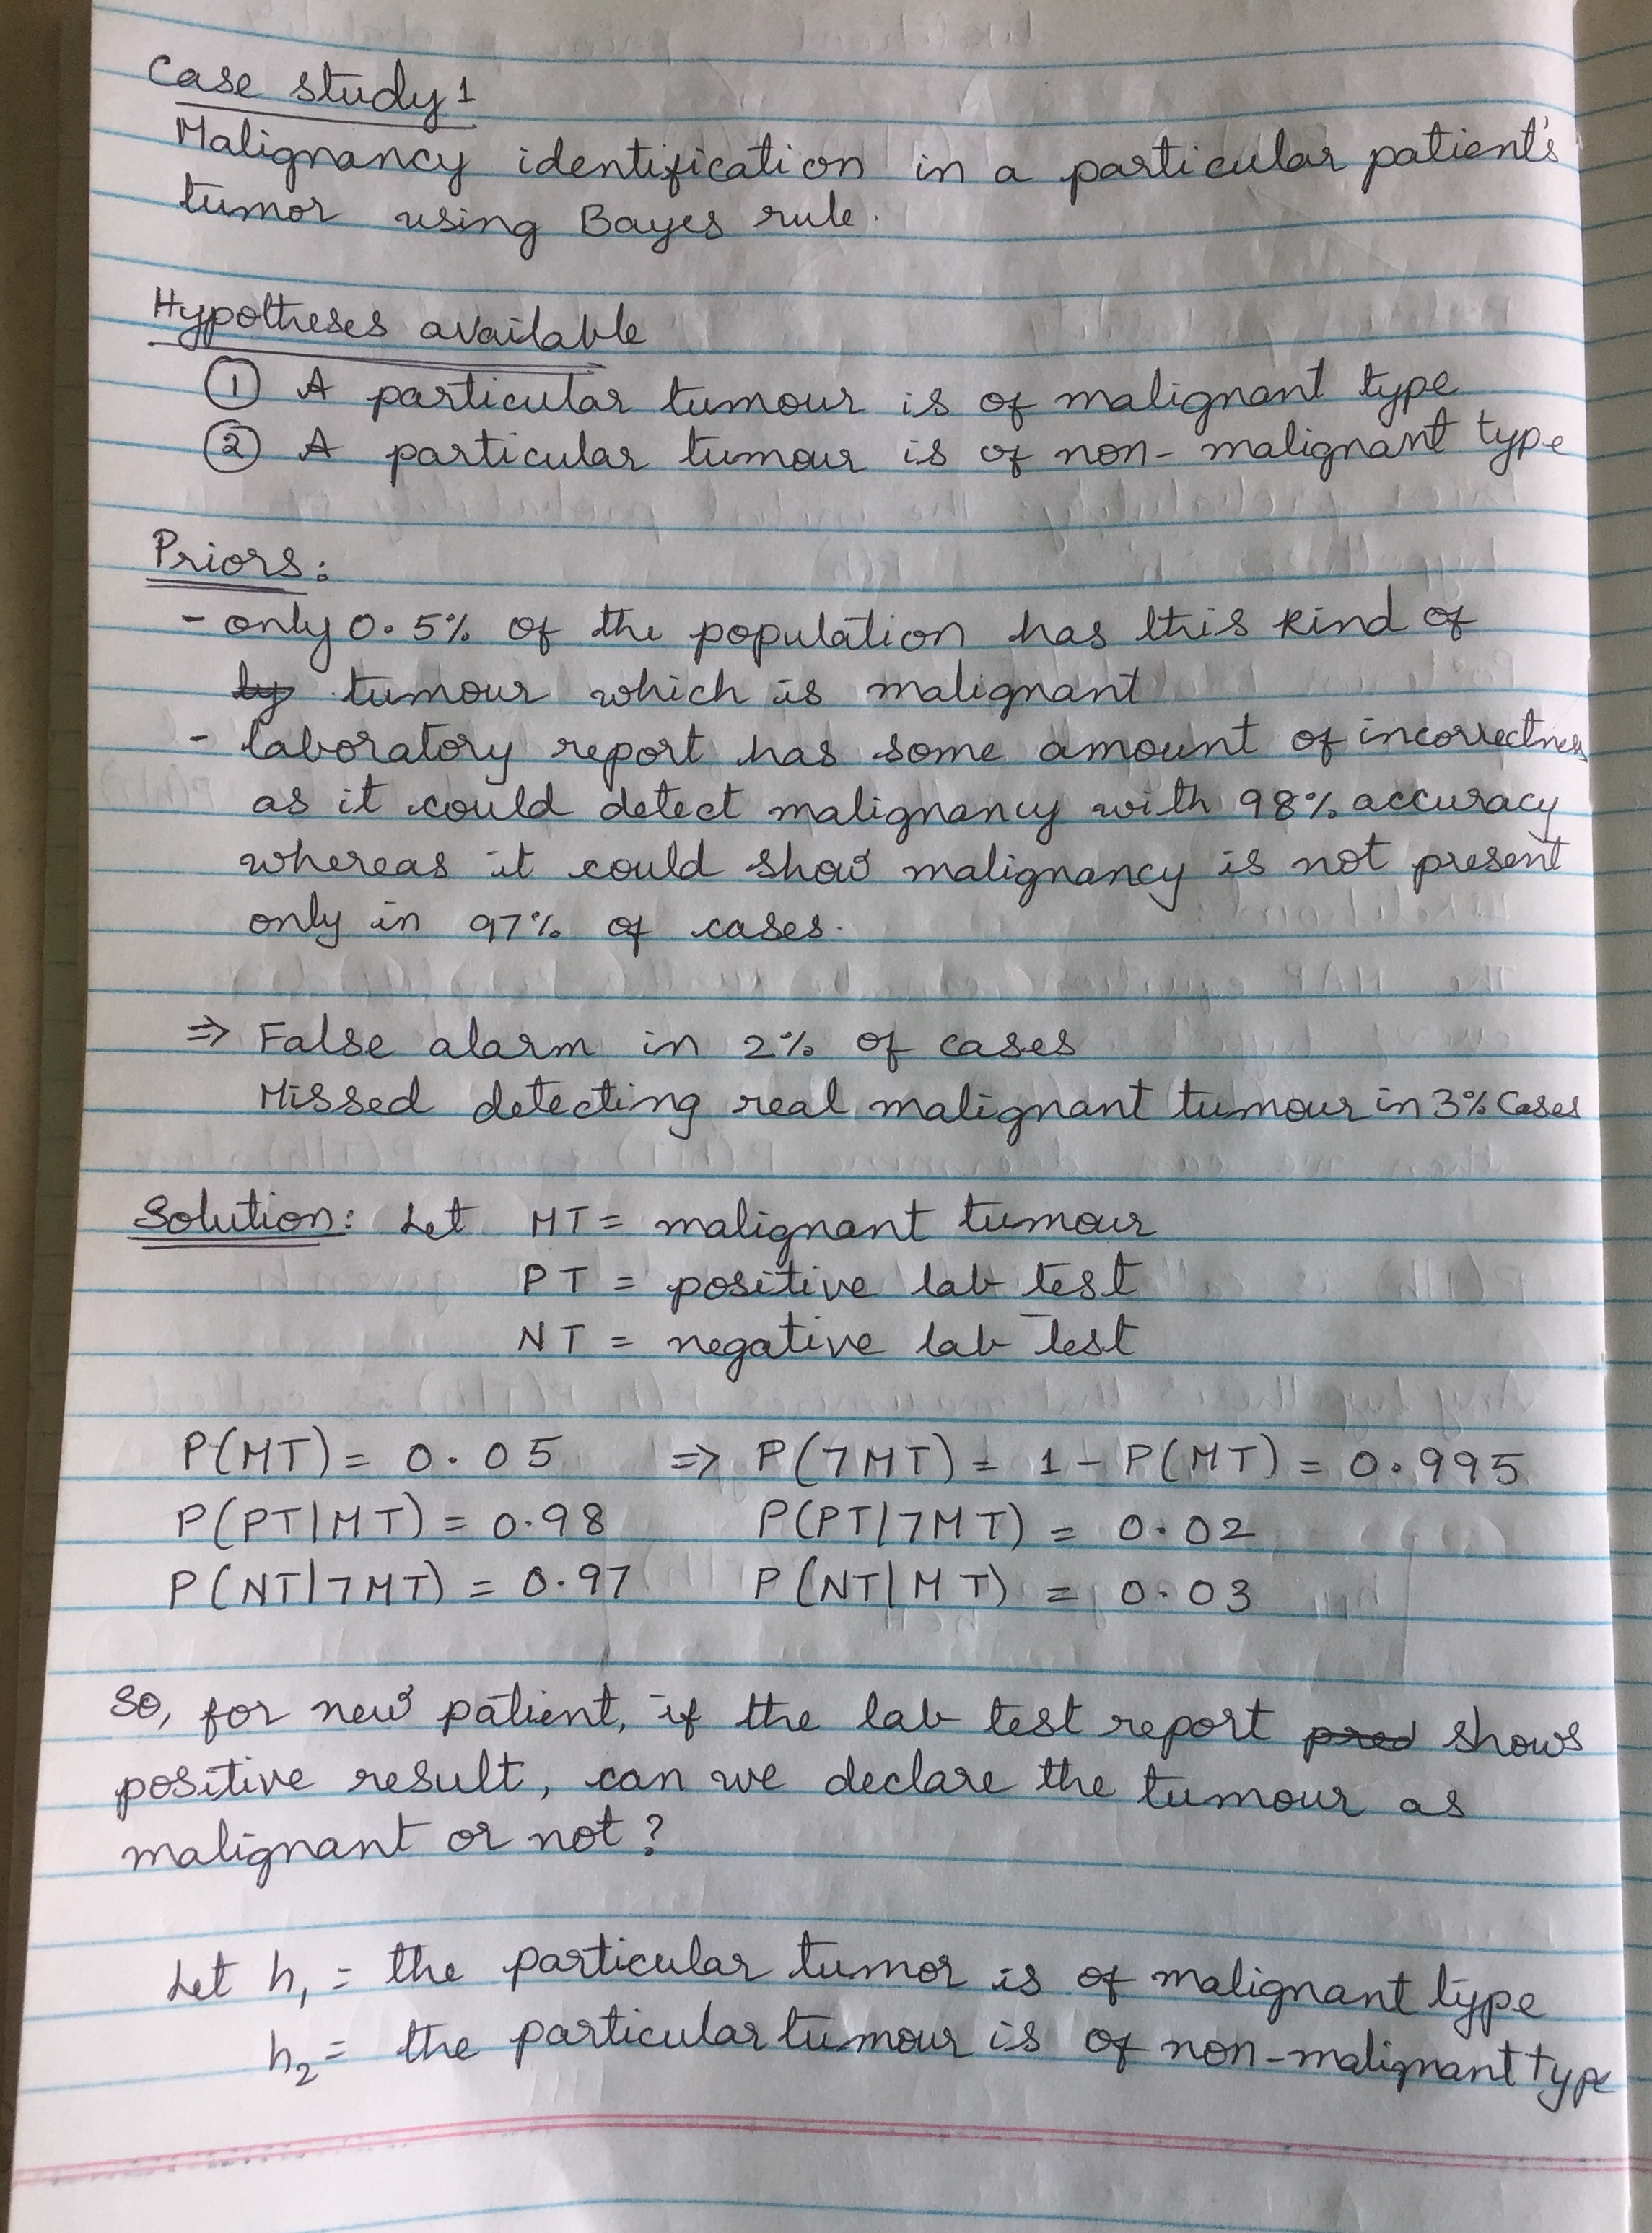 Case study 1
Malignancy identification in a particular patient's
tumor using Bayes rule.
Hypotheses available
① A particular tumour is of malignant type
② A particular tumour is of non-malignant type
Priors:
- only 0.5% of the population has this kind of
tumour which is malignant
- laboratory report has some amount of incorrectness
as it could detect malignancy with 98% accuracy
whereas it could show malignancy is not present
only in 97% of cases.
⇒ False alarm in 2% of cases
Missed detecting real malignant tumour in 3% cases
Solution: Let MT = malignant tumour
PT = positive lab test
NT = negative lab test
P(MT) = 0.05 ⇒ P(7MT) = 1 - P(MT) = 0.995
P(PT|MT) = 0.98 P(PT|7MT) = 0.02
P(NT|7MT) = 0.97 P(NT|MT) = 0.03
So, for new patient, if the lab test report shows
positive result, can we declare the tumour as
malignant or not?
Let h₁ = the particular tumor is of malignant type
h₂ = the particular tumour is of non-malignant type